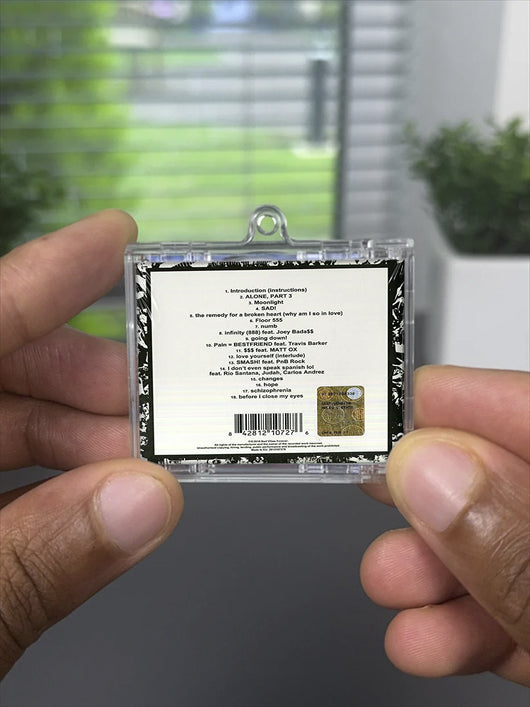 1. Introduction (instructions)
2. ALONE, PART 3
3. Moonlight
4. SAD!
5. the remedy for a broken heart (why am I so in love)
6. Floor 555
7. numb
8. infinity (888) feat. Joey Bada$$
9. going down!
10. Pain = BESTFRIEND feat. Travis Barker
11. $$$ feat. MATT OX
12. love yourself (interlude)
13. SMASH! feat. PnB Rock
14. I don't even speak spanish lol
feat. Rio Santana, Judah, Carlos Andrez
15. changes
16. hope
17. schizophrenia
18. before I close my eyes
8 42812 10727 6